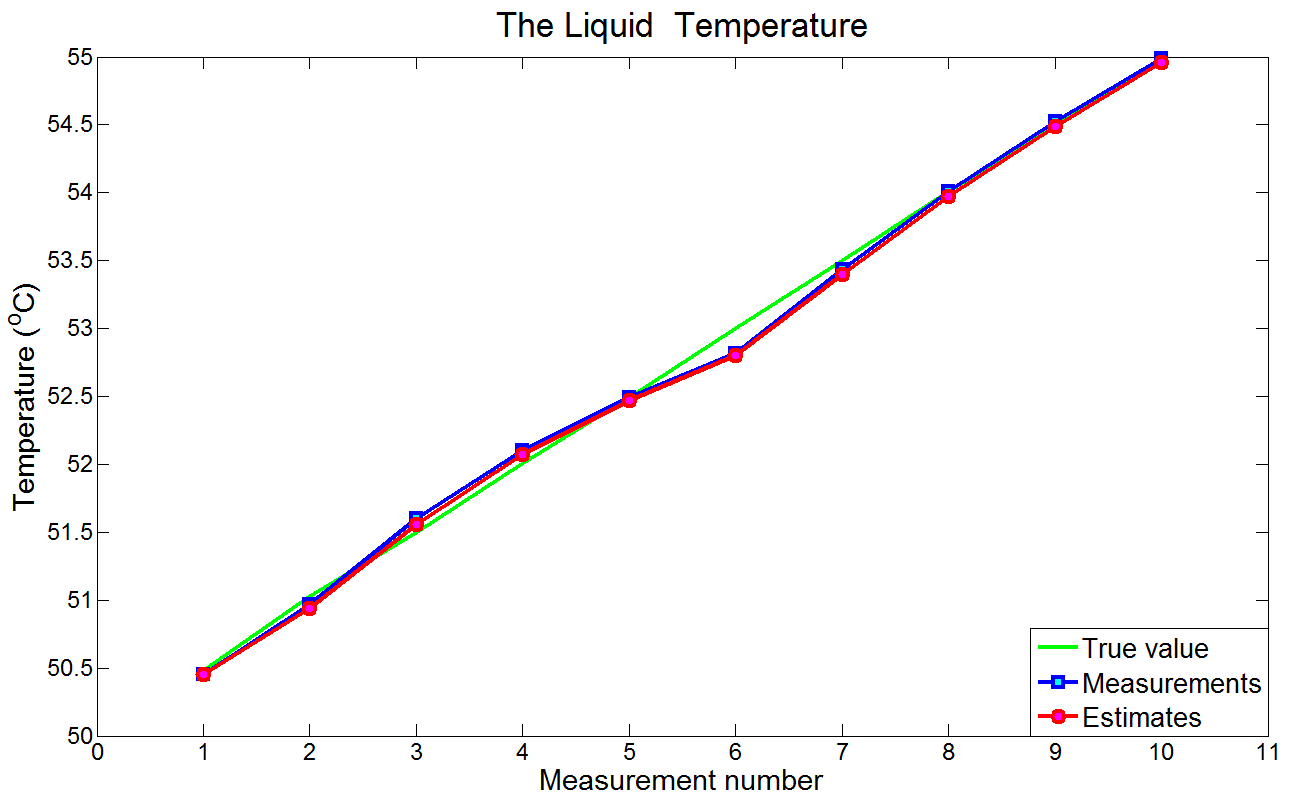 The Liquid  Temperature
55
54.5
54
53.5
53
52.5
52
51.5
51
50.5
50
Temperature (°C)
0 1 2 3 4 5 6 7 8 9 10 11
Measurement number
True value
Measurements
Estimates